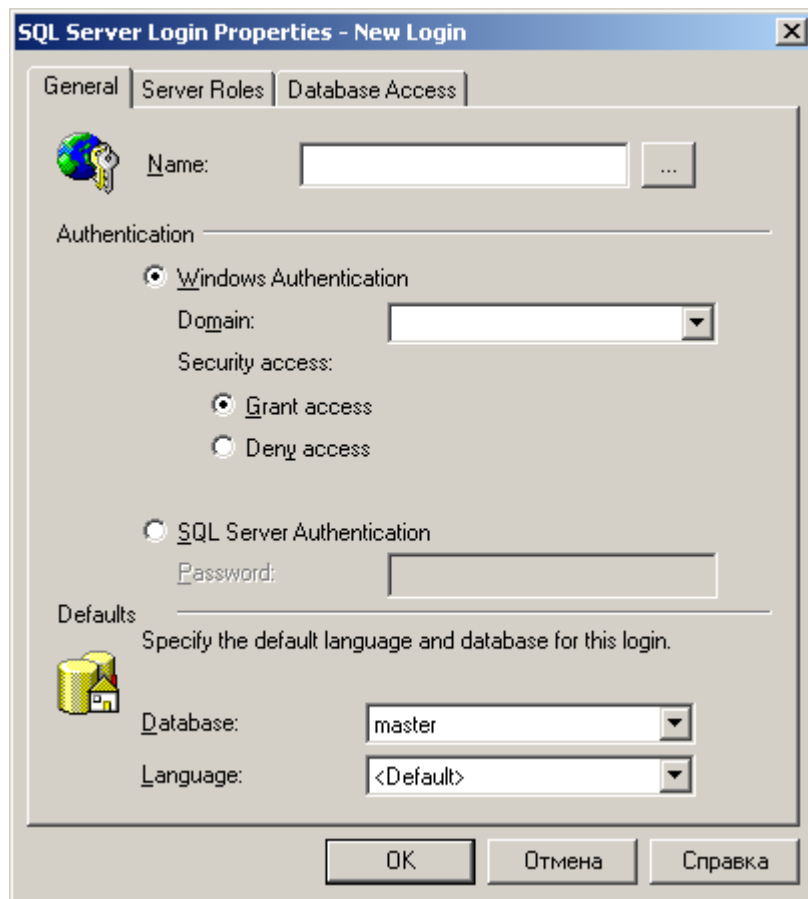 SQL Server Login Properties - New Login
General Server Roles Database Access
Name: ...
Authentication
Windows Authentication
Domain:
Security access:
Grant access
Deny access
SQL Server Authentication
Password:
Defaults
Specify the default language and database for this login.
Database: master
Language: <Default>
OK Отмена Справка